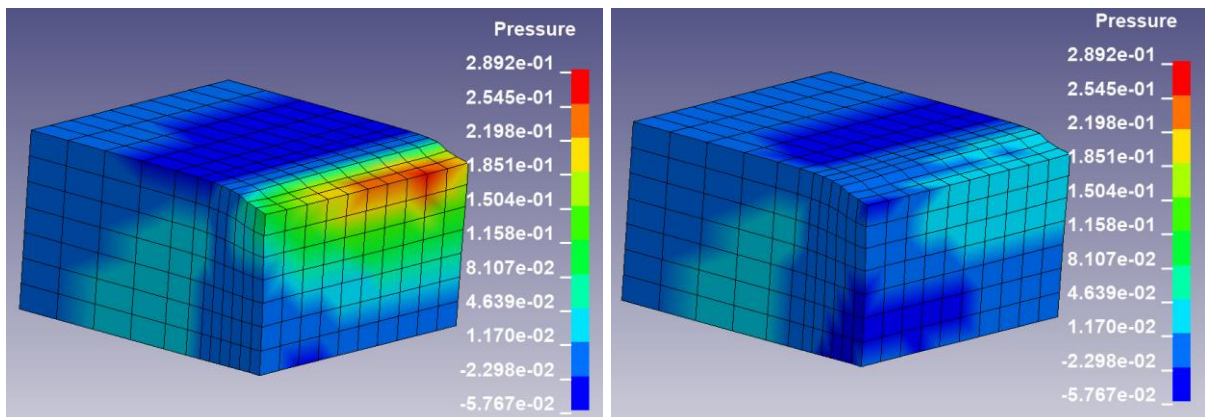 Pressure
2.892e-01
2.545e-01
2.198e-01
1.851e-01
1.504e-01
1.158e-01
8.107e-02
4.639e-02
1.170e-02
-2.298e-02
-5.767e-02
Pressure
2.892e-01
2.545e-01
2.198e-01
1.851e-01
1.504e-01
1.158e-01
8.107e-02
4.639e-02
1.170e-02
-2.298e-02
-5.767e-02